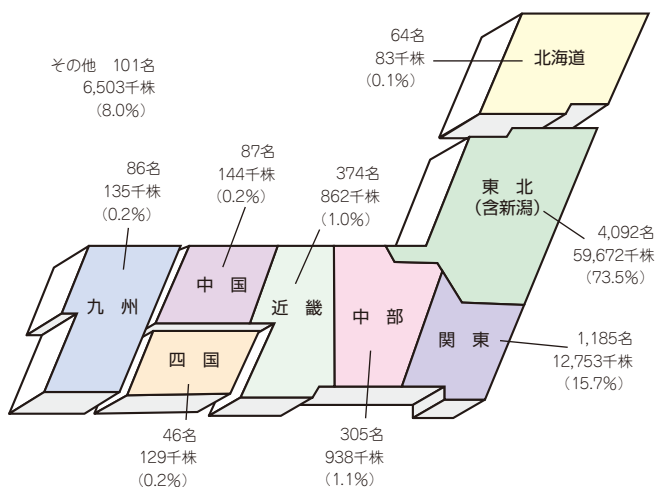 64名
83千株
（0.1%）
北海道
その他　101名
6,503千株
（8.0%）
87名
144千株
（0.2%）
374名
862千株
（1.0%）
86名
135千株
（0.2%）
東　北
（含新潟）
4,092名
59,672千株
（73.5%）
九　州
中　国
近　畿
中　部
関　東
四　国
1,185名
12,753千株
（15.7%）
46名
129千株
（0.2%）
305名
938千株
（1.1%）